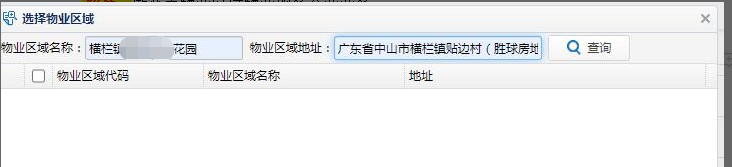 选择物业区域
物业区域名称： 横栏镇 花园 物业区域地址： 广东省中山市横栏镇贴边村（胜球房地 查询
物业区域代码 物业区域名称 地址